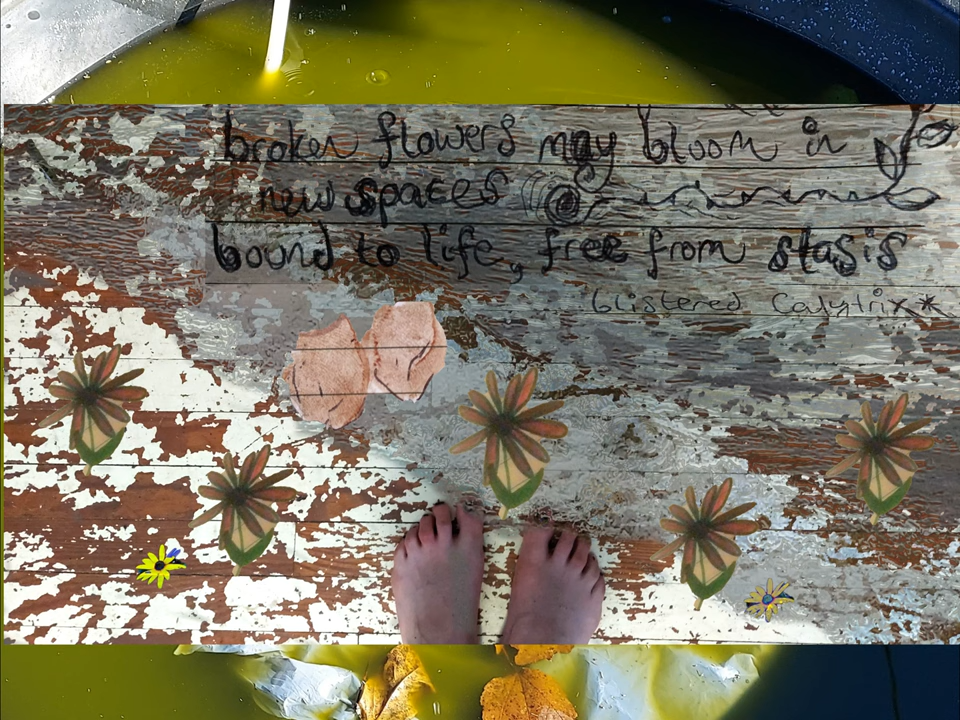 broken flowers may bloom in
new spaces
bound to life, free from stasis
blistered Calytrix*